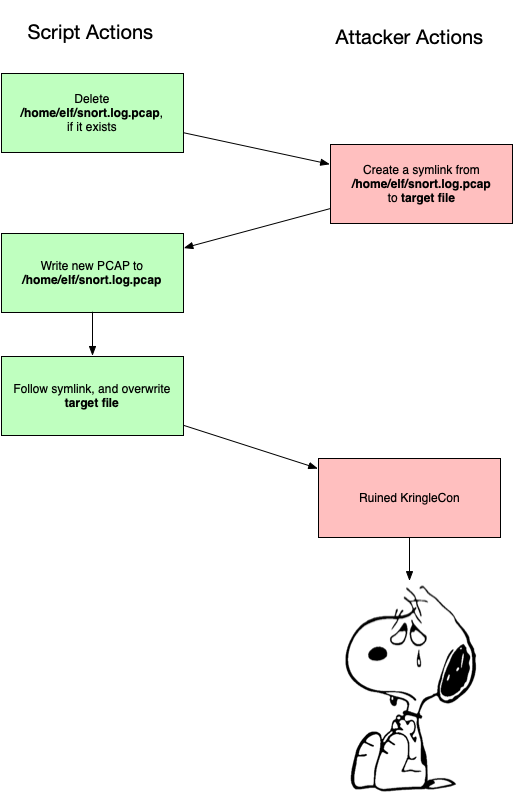 Script Actions
Attacker Actions
Delete
/home/elf/snort.log.pcap,
if it exists
Create a symlink from
/home/elf/snort.log.pcap
to target file
Write new PCAP to
/home/elf/snort.log.pcap
Follow symlink, and overwrite
target file
Ruined KringleCon